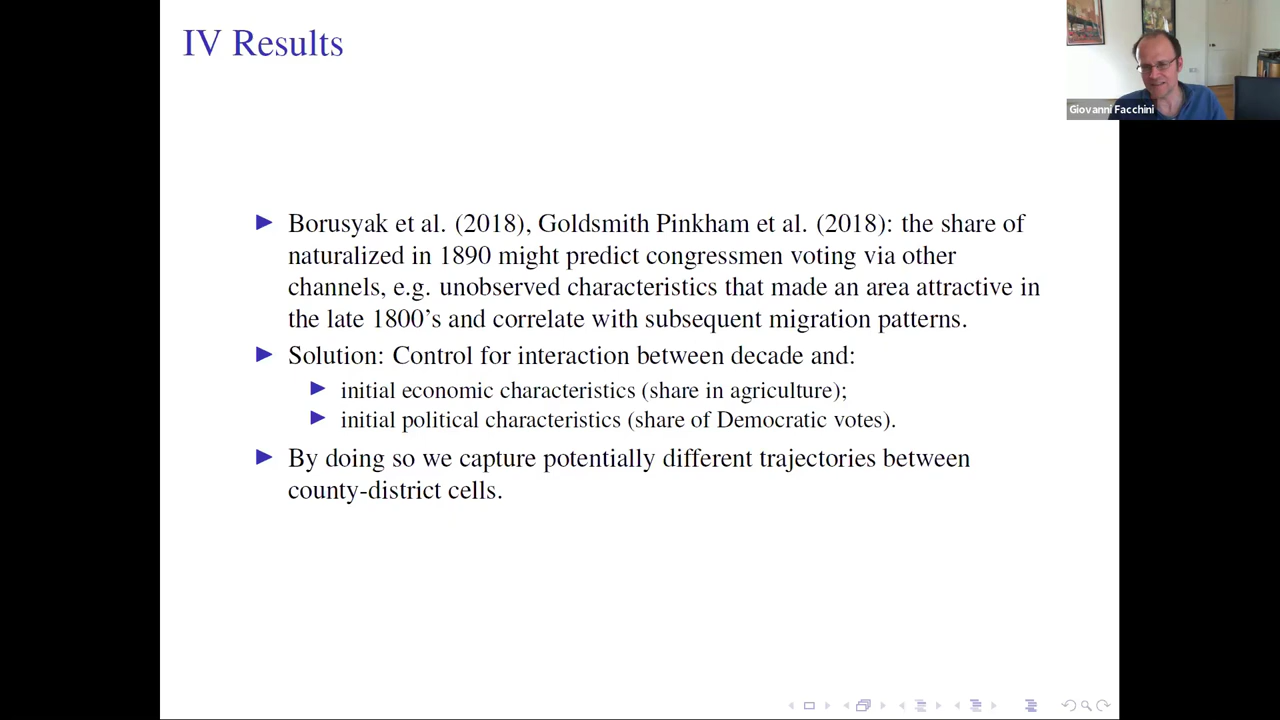 IV Results
Giovanni Facchini
Borusyak et al. (2018), Goldsmith Pinkham et al. (2018): the share of
naturalized in 1890 might predict congressmen voting via other
channels, e.g. unobserved characteristics that made an area attractive in
the late 1800's and correlate with subsequent migration patterns.
Solution: Control for interaction between decade and:
initial economic characteristics (share in agriculture);
initial political characteristics (share of Democratic votes).
By doing so we capture potentially different trajectories between
county-district cells.